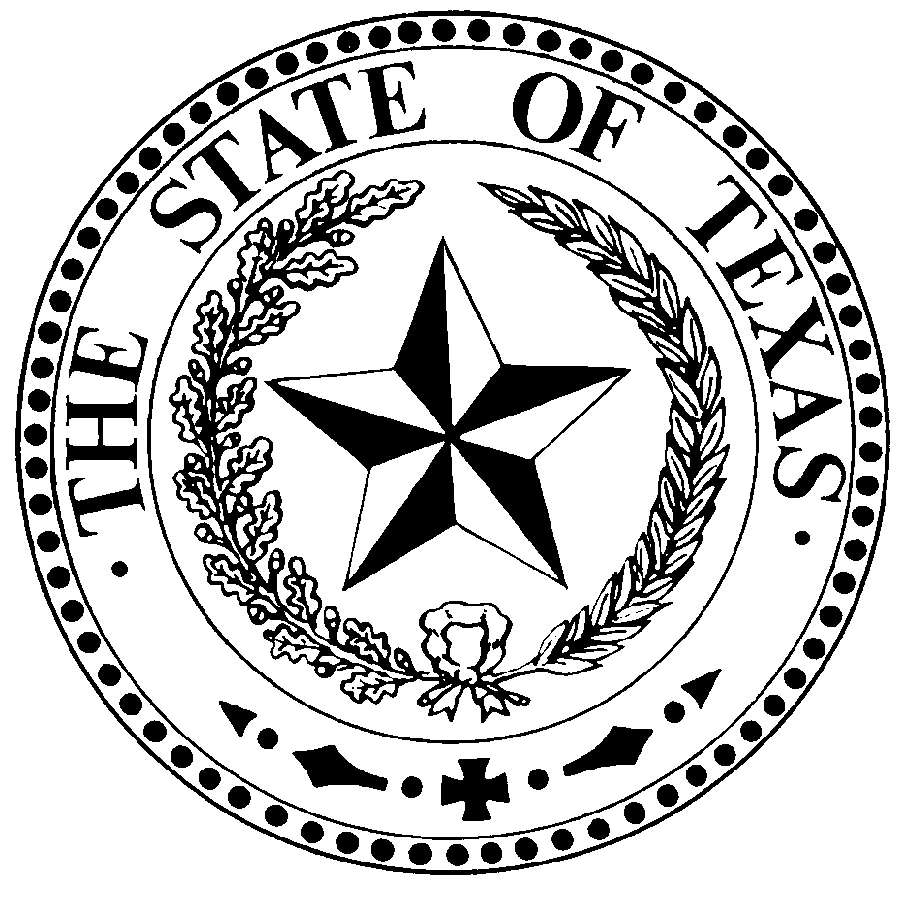 · THE STATE OF TEXAS ·